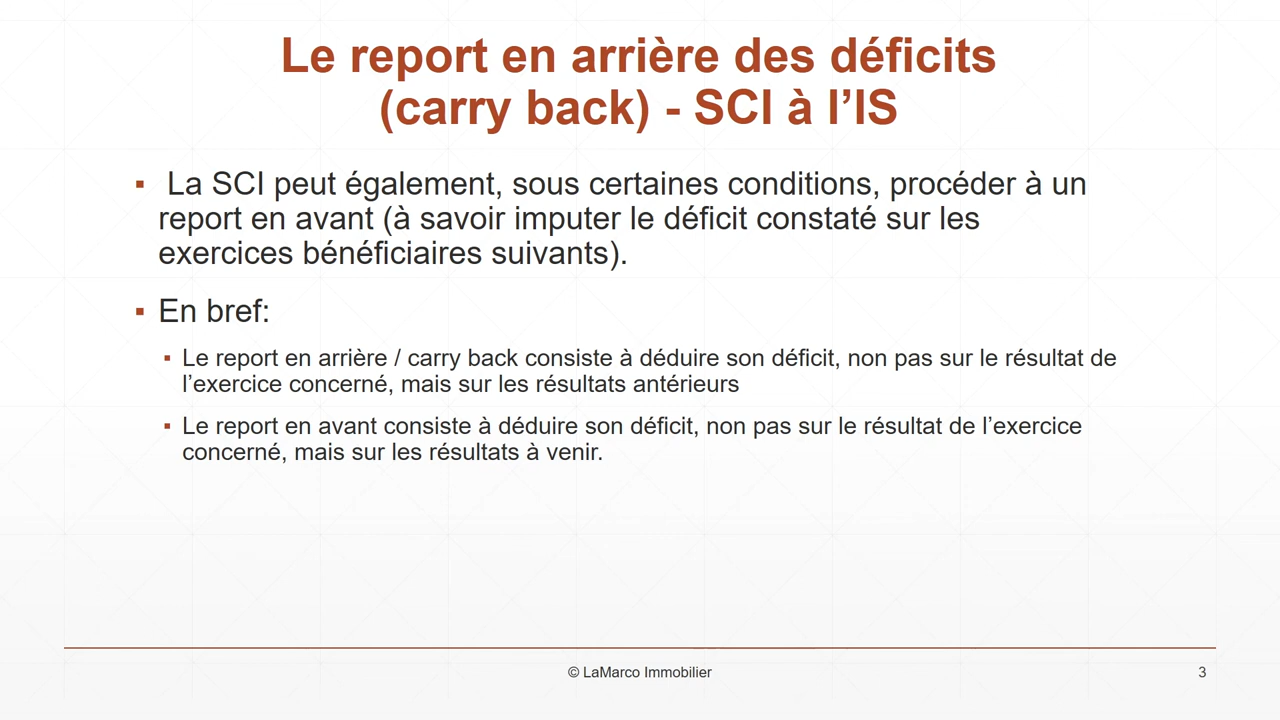 Le report en arrière des déficits
(carry back) - SCI à l’IS
▪ La SCI peut également, sous certaines conditions, procéder à un
report en avant (à savoir imputer le déficit constaté sur les
exercices bénéficiaires suivants).
▪ En bref:
▪ Le report en arrière / carry back consiste à déduire son déficit, non pas sur le résultat de
l’exercice concerné, mais sur les résultats antérieurs
▪ Le report en avant consiste à déduire son déficit, non pas sur le résultat de l’exercice
concerné, mais sur les résultats à venir.
© LaMarco Immobilier
3